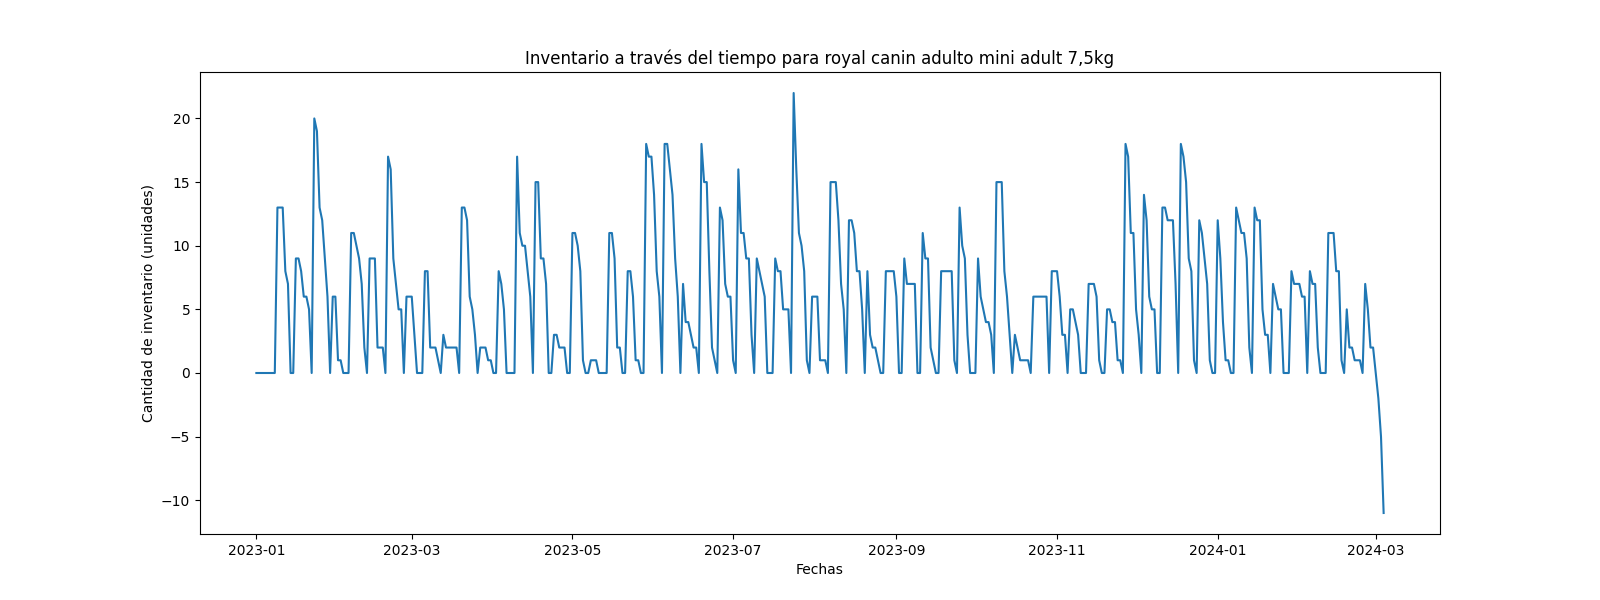 Inventario a través del tiempo para royal canin adulto mini adult 7,5kg
Cantidad de inventario (unidades)
20
15
10
5
0
−5
−10
2023-01 2023-03 2023-05 2023-07 2023-09 2023-11 2024-01 2024-03
Fechas